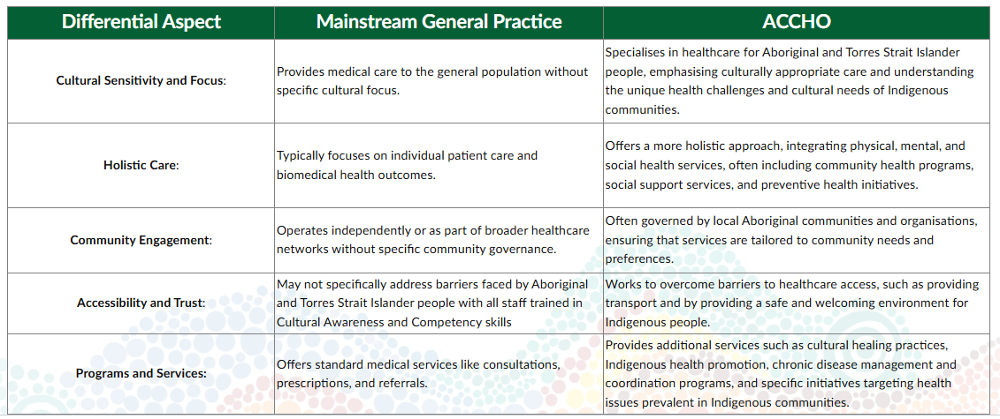 Differential Aspect
Mainstream General Practice
ACCHO
Cultural Sensitivity and Focus:
Provides medical care to the general population without
specific cultural focus.
Specialises in healthcare for Aboriginal and Torres Strait Islander
people, emphasising culturally appropriate care and understanding
the unique health challenges and cultural needs of Indigenous
communities.
Holistic Care:
Typically focuses on individual patient care and
biomedical health outcomes.
Offers a more holistic approach, integrating physical, mental, and
social health services, often including community health programs,
social support services, and preventive health initiatives.
Community Engagement:
Operates independently or as part of broader healthcare
networks without specific community governance.
Often governed by local Aboriginal communities and organisations,
ensuring that services are tailored to community needs and
preferences.
Accessibility and Trust:
May not specifically address barriers faced by Aboriginal
and Torres Strait Islander people with all staff trained in
Cultural Awareness and Competency skills
Works to overcome barriers to healthcare access, such as providing
transport and by providing a safe and welcoming environment for
Indigenous people.
Programs and Services:
Offers standard medical services like consultations,
prescriptions, and referrals.
Provides additional services such as cultural healing practices,
Indigenous health promotion, chronic disease management and
coordination programs, and specific initiatives targeting health
issues prevalent in Indigenous communities.